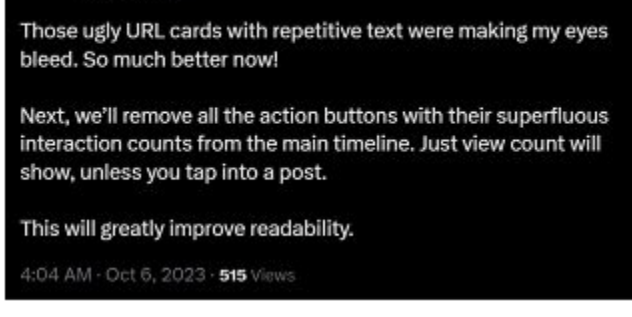 Those ugly URL cards with repetitive text were making my eyes
bleed. So much better now!
Next, we'll remove all the action buttons with their superfluous
interaction counts from the main timeline. Just view count will
show, unless you tap into a post.
This will greatly improve readability.
4:04 AM · Oct 6, 2023 · 515 Views